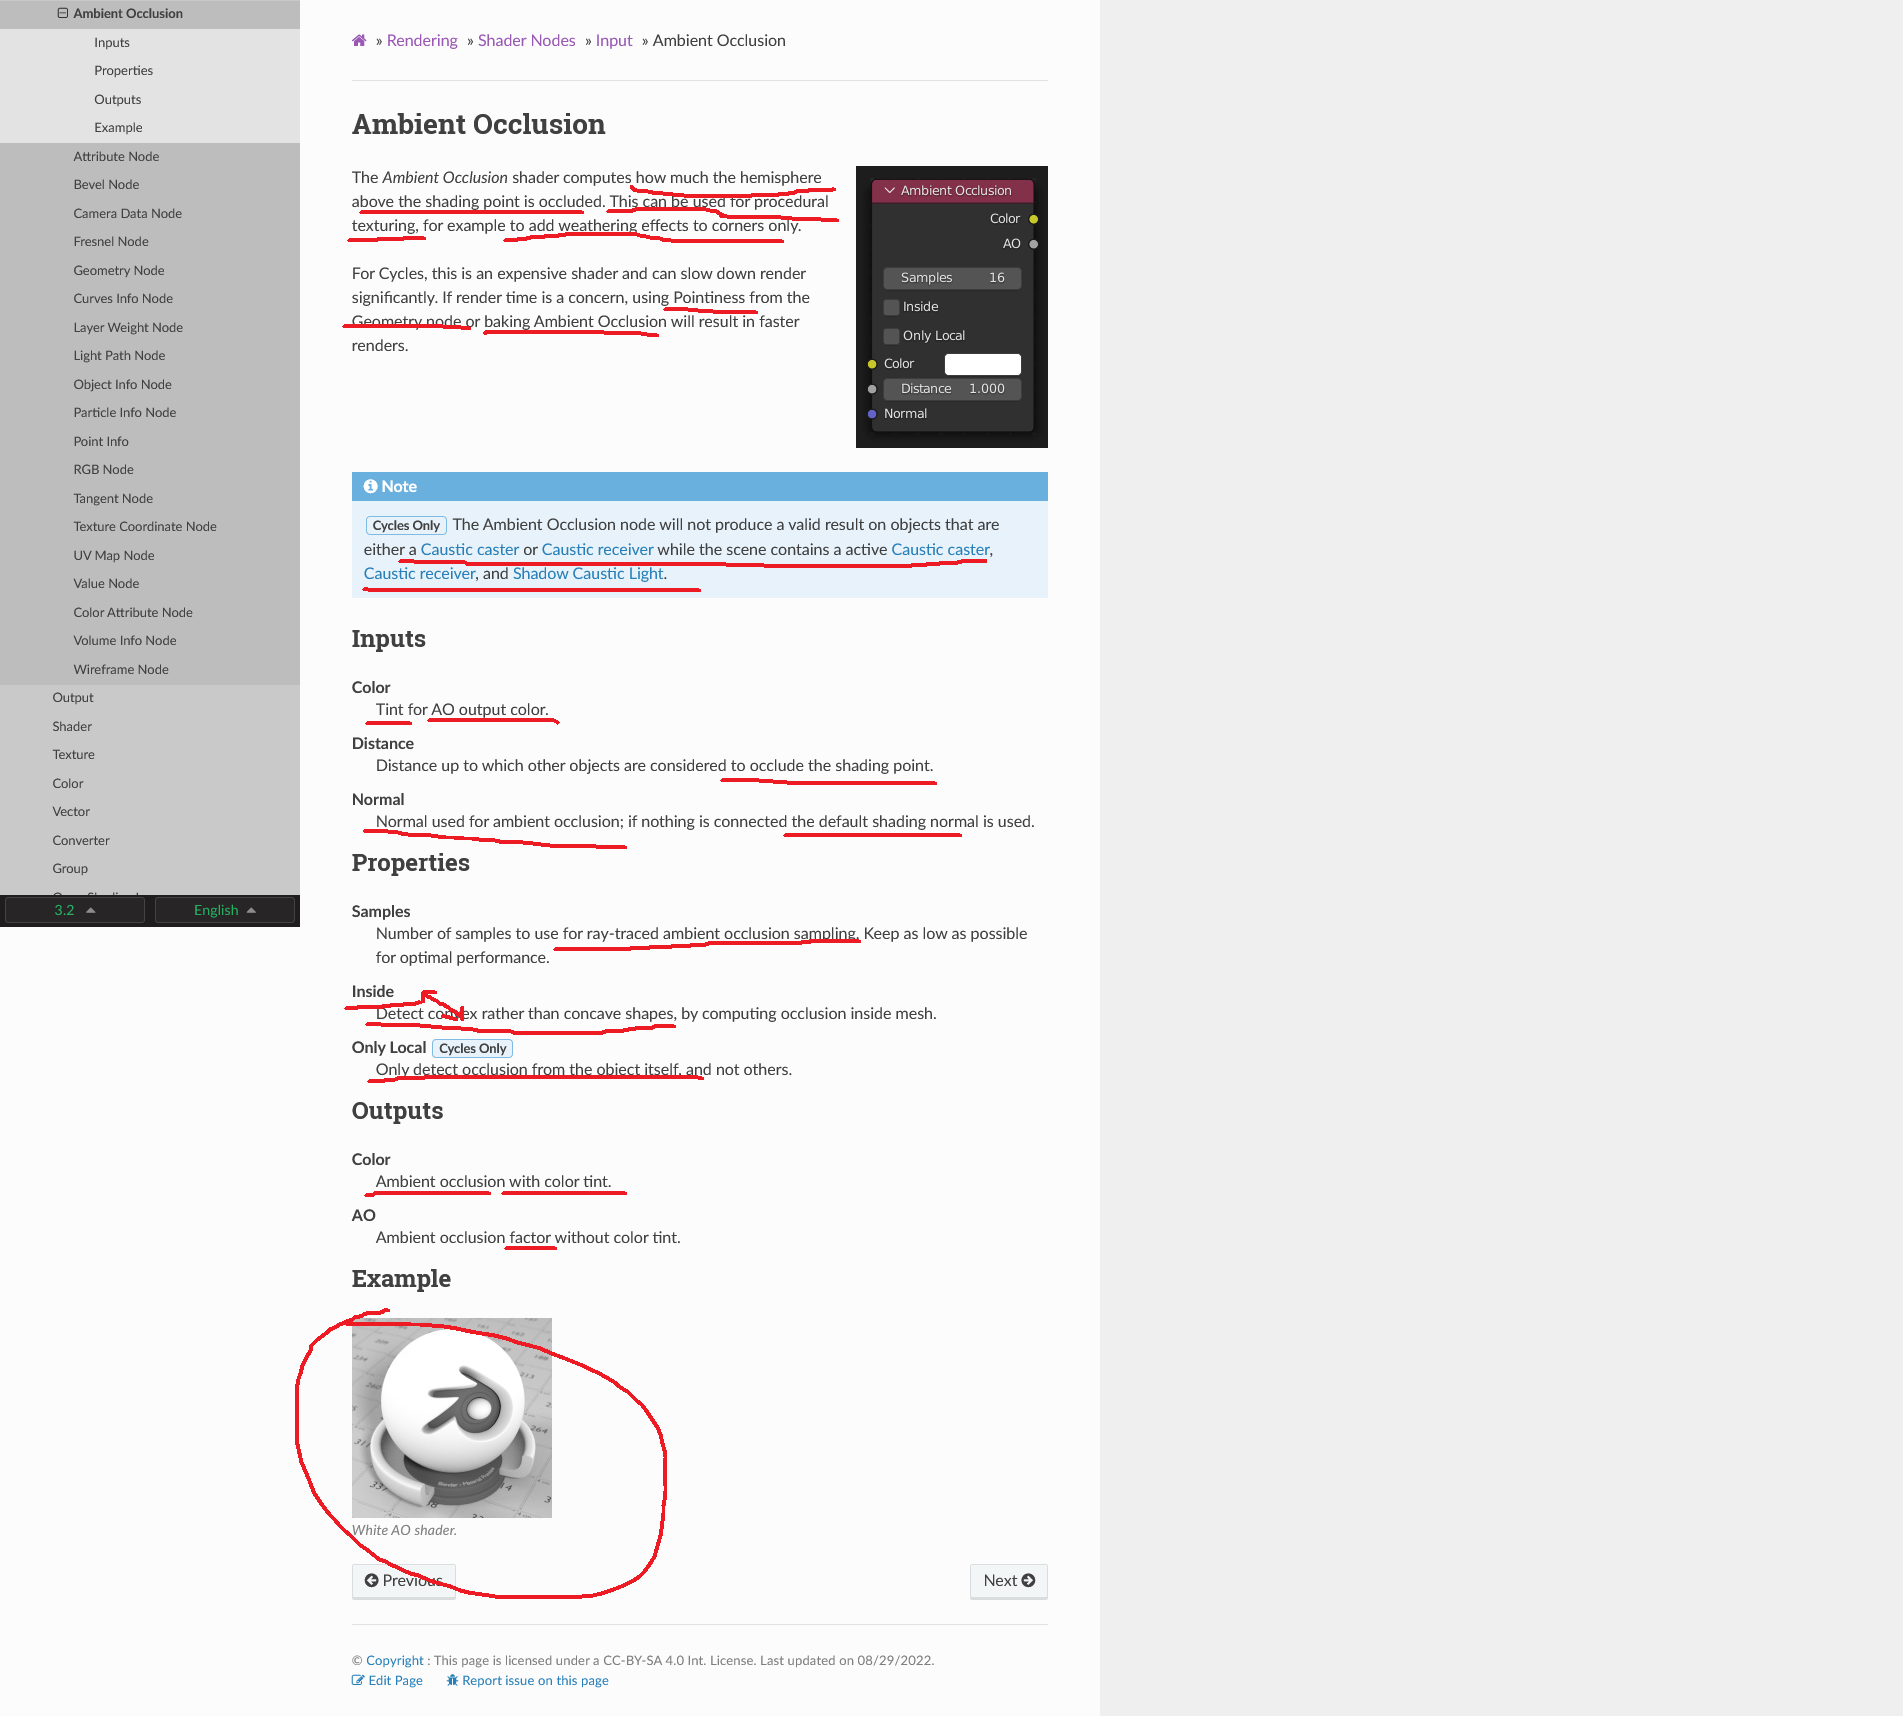 Ambient Occlusion
Inputs
Properties
Outputs
Example
Attribute Node
Bevel Node
Camera Data Node
Fresnel Node
Geometry Node
Curves Info Node
Layer Weight Node
Light Path Node
Object Info Node
Particle Info Node
Point Info
RGB Node
Tangent Node
Texture Coordinate Node
UV Map Node
Value Node
Color Attribute Node
Volume Info Node
Wireframe Node
Output
Shader
Texture
Color
Vector
Converter
Group
3.2
English
» Rendering » Shader Nodes » Input » Ambient Occlusion
Ambient Occlusion
The Ambient Occlusion shader computes how much the hemisphere
above the shading point is occluded. This can be used for procedural
texturing, for example to add weathering effects to corners only.
For Cycles, this is an expensive shader and can slow down render
significantly. If render time is a concern, using Pointiness from the
Geometry node or baking Ambient Occlusion will result in faster
renders.
Ambient Occlusion
Color
AO
Samples 16
Inside
Only Local
Color
Distance 1.000
Normal
Note
Cycles Only The Ambient Occlusion node will not produce a valid result on objects that are
either a Caustic caster or Caustic receiver while the scene contains a active Caustic caster,
Caustic receiver, and Shadow Caustic Light.
Inputs
Color
Tint for AO output color.
Distance
Distance up to which other objects are considered to occlude the shading point.
Normal
Normal used for ambient occlusion; if nothing is connected the default shading normal is used.
Properties
Samples
Number of samples to use for ray-traced ambient occlusion sampling. Keep as low as possible
for optimal performance.
Inside
Detect convex rather than concave shapes, by computing occlusion inside mesh.
Only Local Cycles Only
Only detect occlusion from the object itself, and not others.
Outputs
Color
Ambient occlusion with color tint.
AO
Ambient occlusion factor without color tint.
Example
White AO shader.
Previous
Next
© Copyright : This page is licensed under a CC-BY-SA 4.0 Int. License. Last updated on 08/29/2022.
Edit Page Report issue on this page